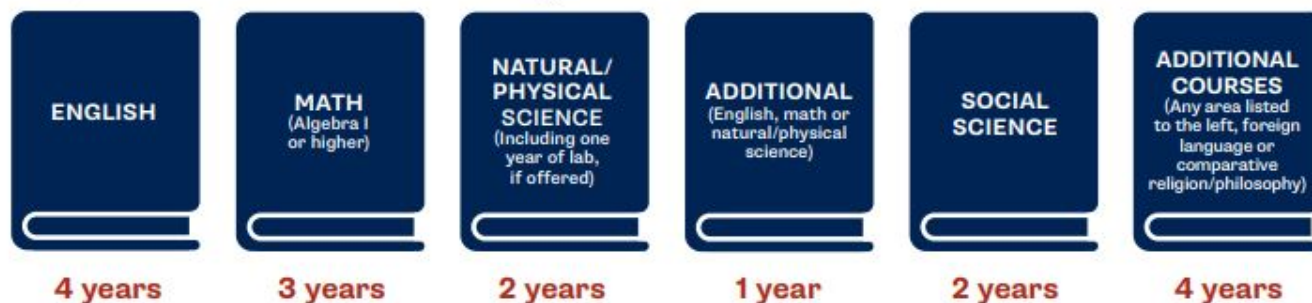 ENGLISH
4 years
MATH
(Algebra I
or higher)
3 years
NATURAL/
PHYSICAL
SCIENCE
(Including one
year of lab,
if offered)
2 years
ADDITIONAL
(English, math or
natural/physical
science)
1 year
SOCIAL
SCIENCE
2 years
ADDITIONAL
COURSES
(Any area listed
to the left, foreign
language or
comparative
religion/philosophy)
4 years